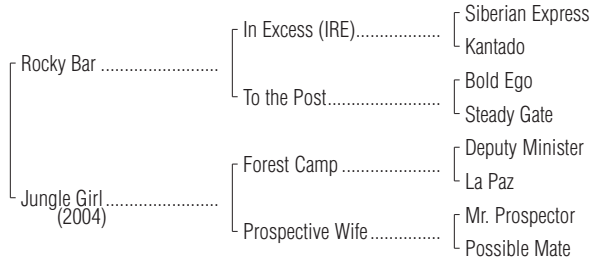 Siberian Express
In Excess (IRE)....................
Kantado
Rocky Bar ............................
Bold Ego
To the Post...........................
Steady Gate
Deputy Minister
Forest Camp .......................
La Paz
Jungle Girl...........................
(2004)
Mr. Prospector
Prospective Wife.................
Possible Mate